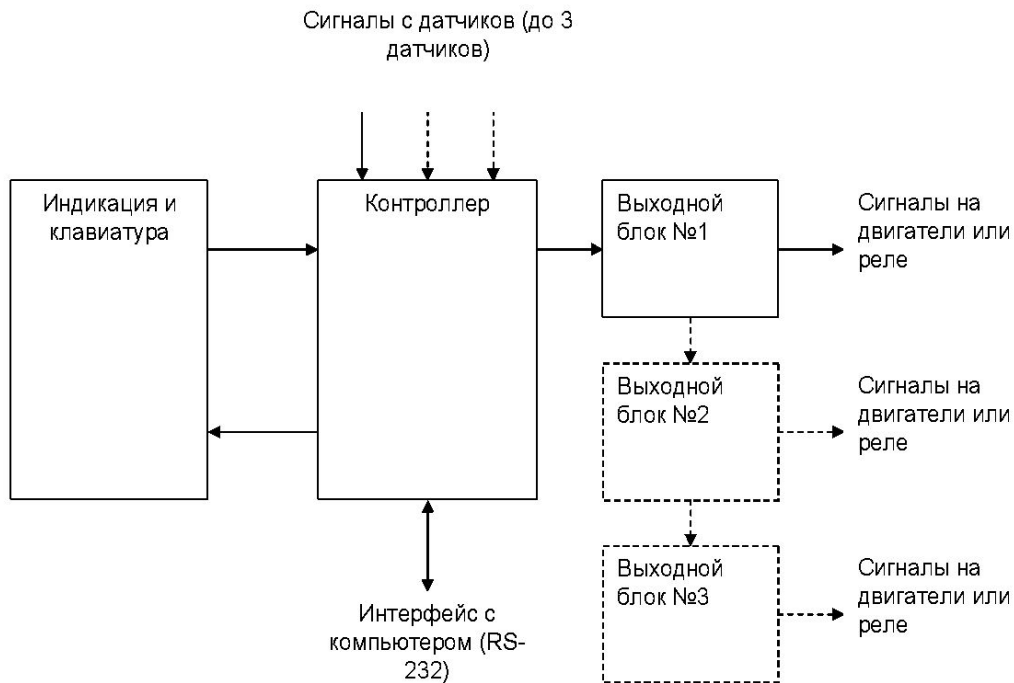 Сигналы с датчиков (до 3
датчиков)
Индикация и
клавиатура
Контроллер
Выходной
блок №1
Сигналы на
двигатели или
реле
Выходной
блок №2
Сигналы на
двигатели или
реле
Выходной
блок №3
Сигналы на
двигатели или
реле
Интерфейс с
компьютером (RS-
232)